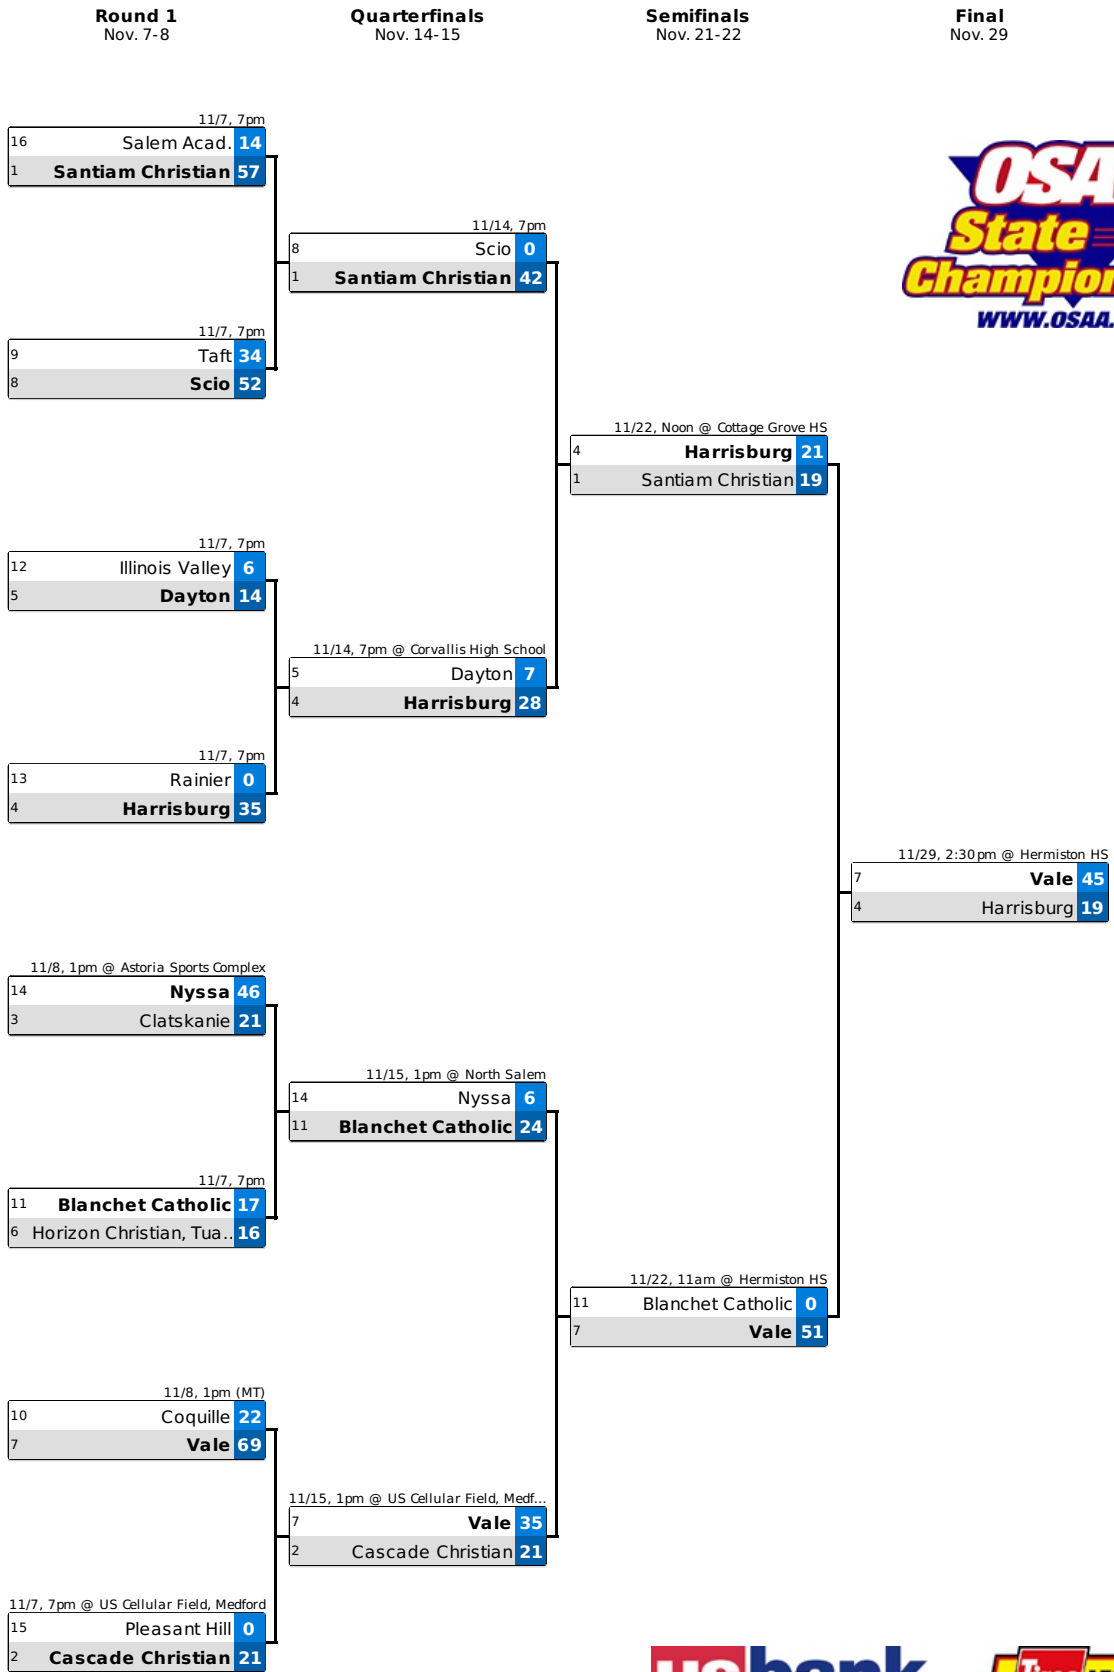 Round 1
Nov. 7-8
Quarterfinals
Nov. 14-15
Semifinals
Nov. 21-22
Final
Nov. 29
11/7, 7pm
16 Salem Acad. 14
1 Santiam Christian 57
11/14, 7pm
8 Scio 0
1 Santiam Christian 42
11/7, 7pm
9 Taft 34
8 Scio 52
11/22, Noon @ Cottage Grove HS
4 Harrisburg 21
1 Santiam Christian 19
11/7, 7pm
12 Illinois Valley 6
5 Dayton 14
11/14, 7pm @ Corvallis High School
5 Dayton 7
4 Harrisburg 28
11/7, 7pm
13 Rainier 0
4 Harrisburg 35
11/29, 2:30pm @ Hermiston HS
7 Vale 45
4 Harrisburg 19
11/8, 1pm @ Astoria Sports Complex
14 Nyssa 46
3 Clatskanie 21
11/15, 1pm @ North Salem
14 Nyssa 6
11 Blanchet Catholic 24
11/7, 7pm
11 Blanchet Catholic 17
6 Horizon Christian, Tua.. 16
11/22, 11am @ Hermiston HS
11 Blanchet Catholic 0
7 Vale 51
11/8, 1pm (MT)
10 Coquille 22
7 Vale 69
11/15, 1pm @ US Cellular Field, Medf...
7 Vale 35
2 Cascade Christian 21
11/7, 7pm @ US Cellular Field, Medford
15 Pleasant Hill 0
2 Cascade Christian 21
OSA
State
Champion
WWW.OSAA.
usbank